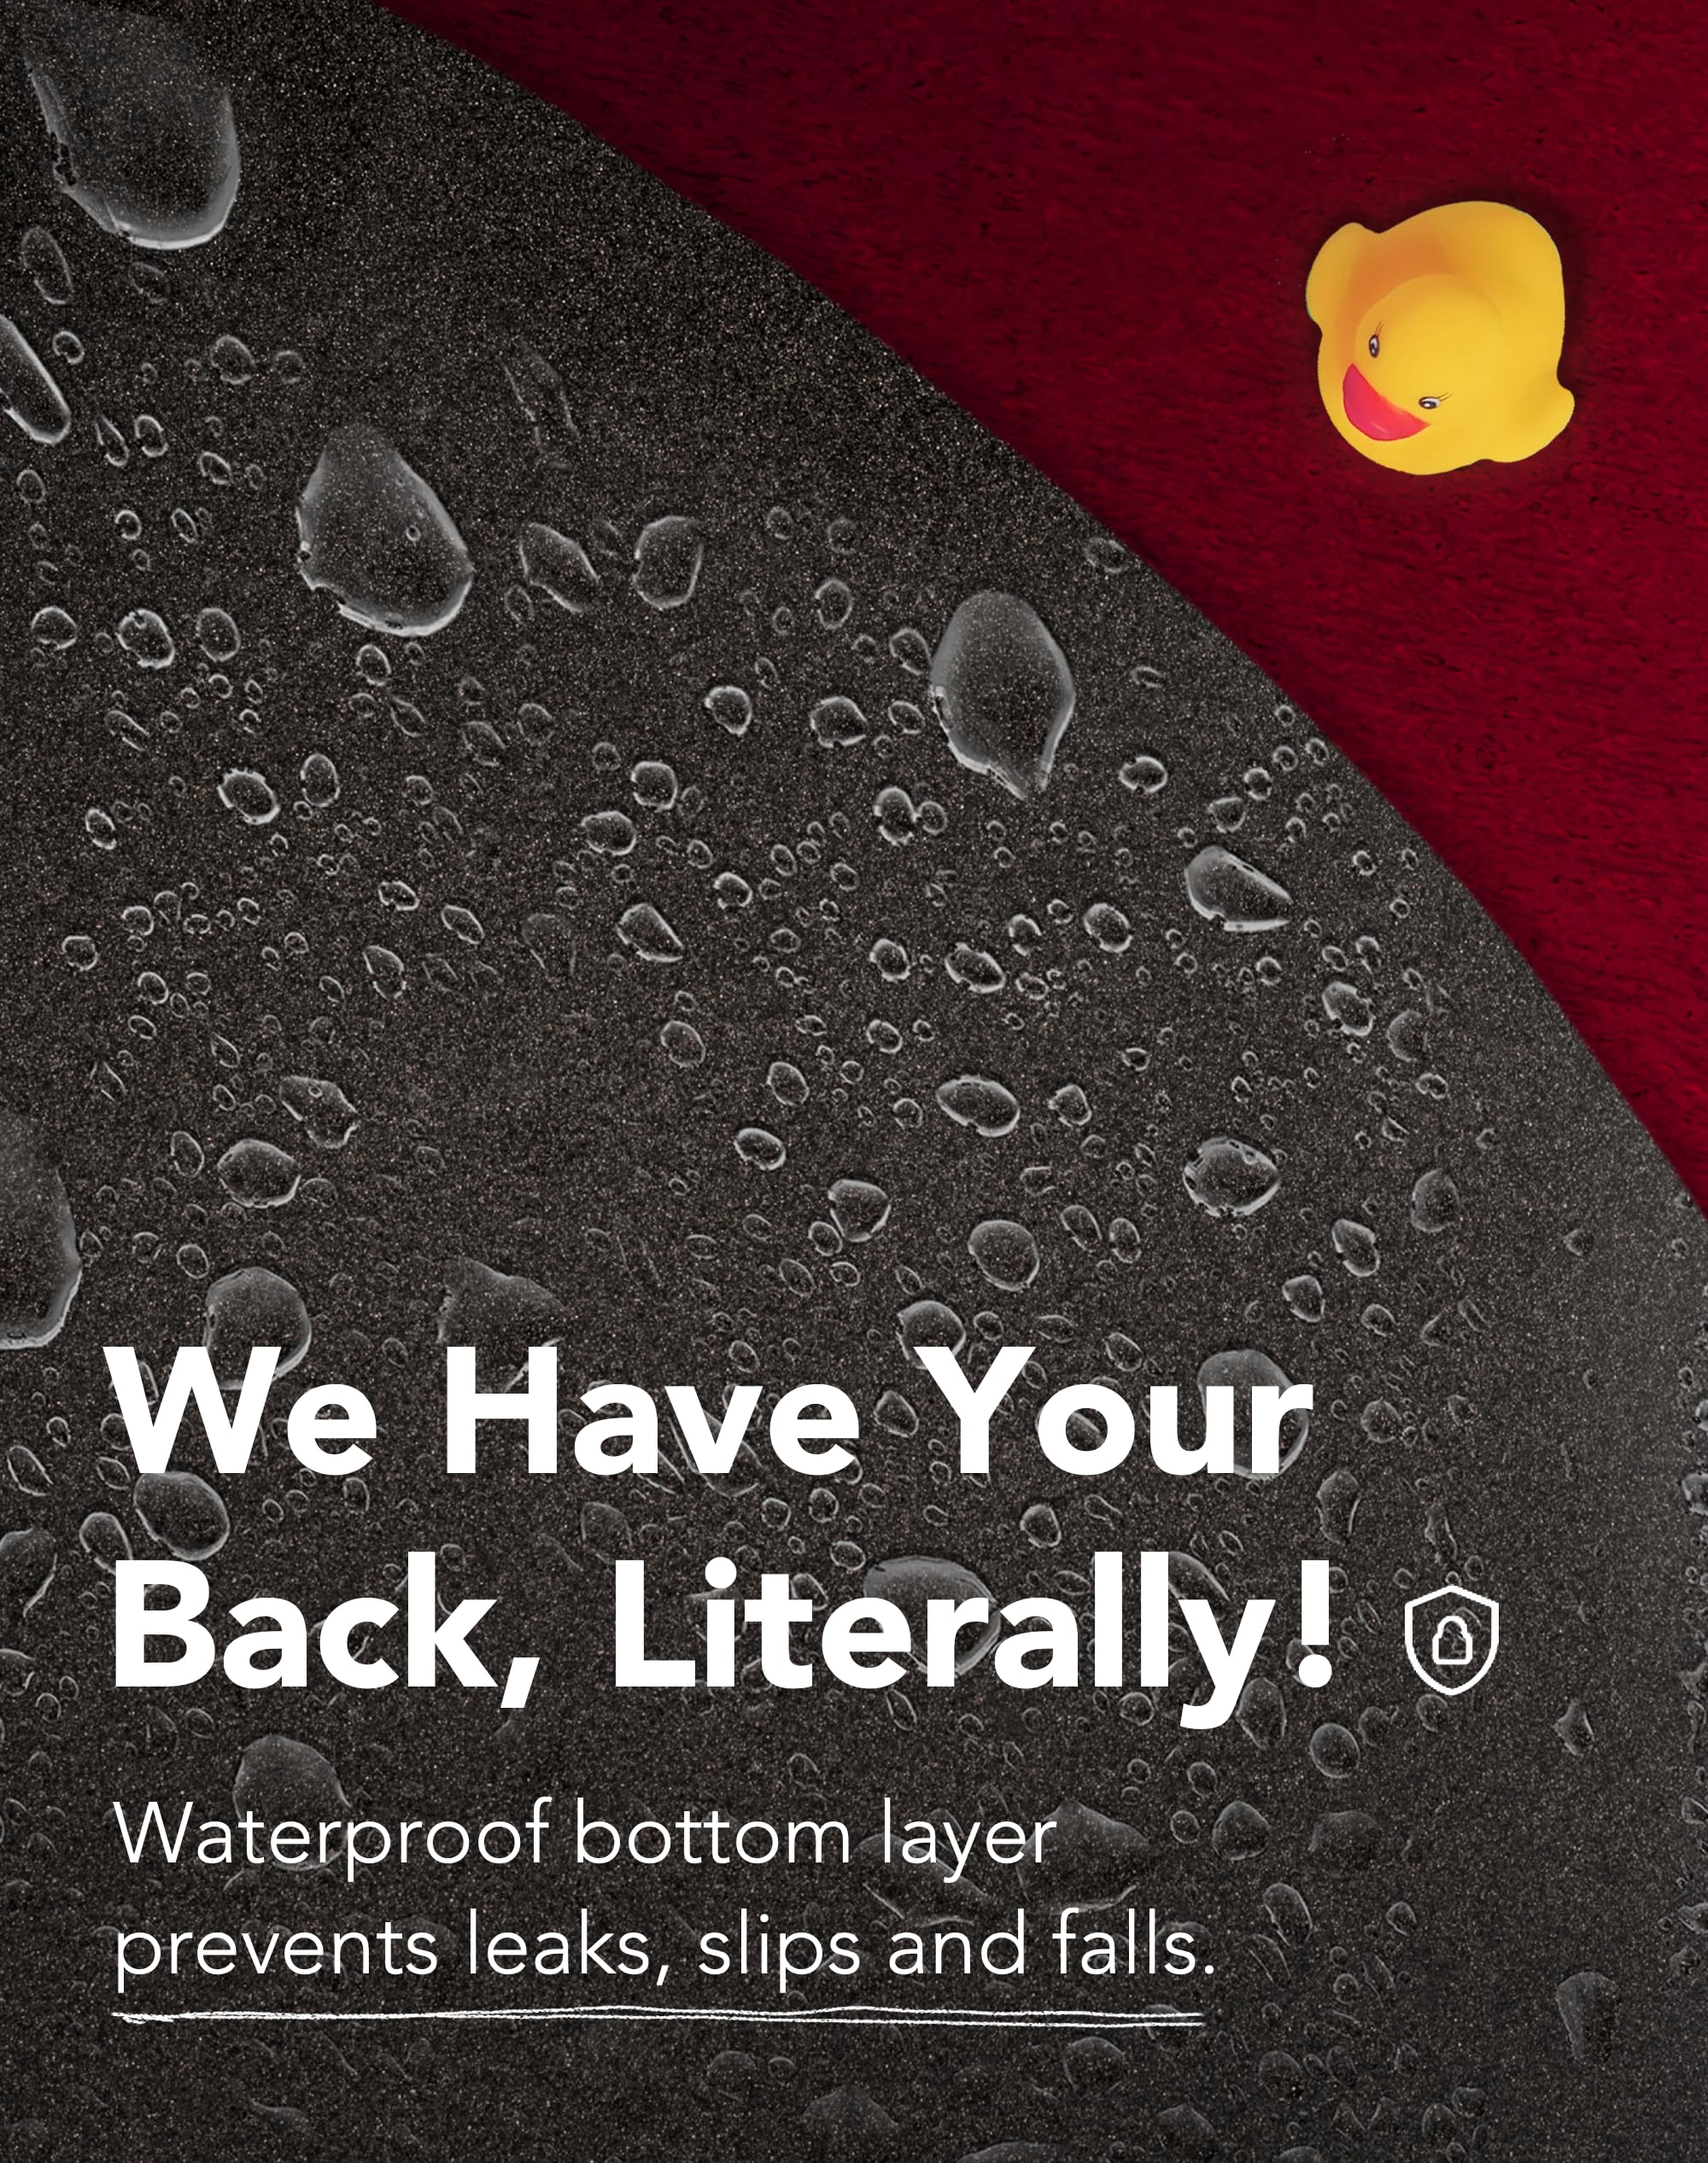 We Have Your
Back, Literally!
Waterproof bottom layer
prevents leaks, slips and falls.